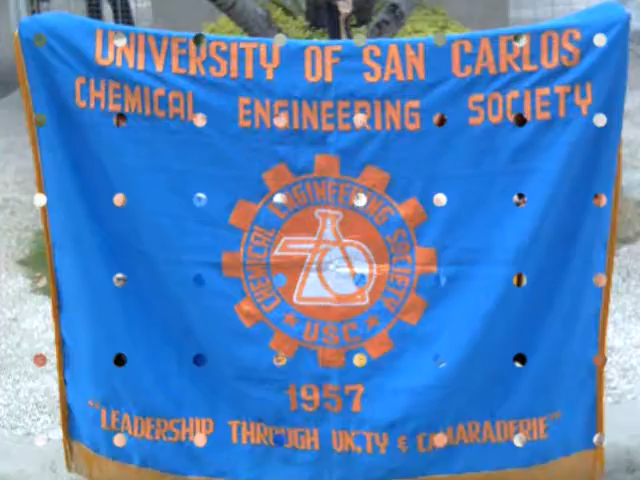 UNIVERSITY OF SAN CARLOS
CHEMICAL ENGINEERING SOCIETY
CHEMICAL ENGINEERING SOCIETY
★ USC ★
1957
"LEADERSHIP THROUGH UNITY & CAMARADERIE"